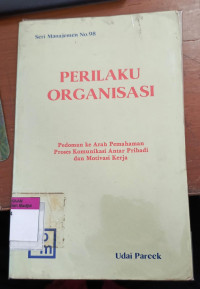 Seri Manajemen No. 98
PERILAKU
ORGANISASI
Pedoman ke Arah Pemahaman
Proses Komunikasi Antar Pribadi
dan Motivasi Kerja
Udai Pareek